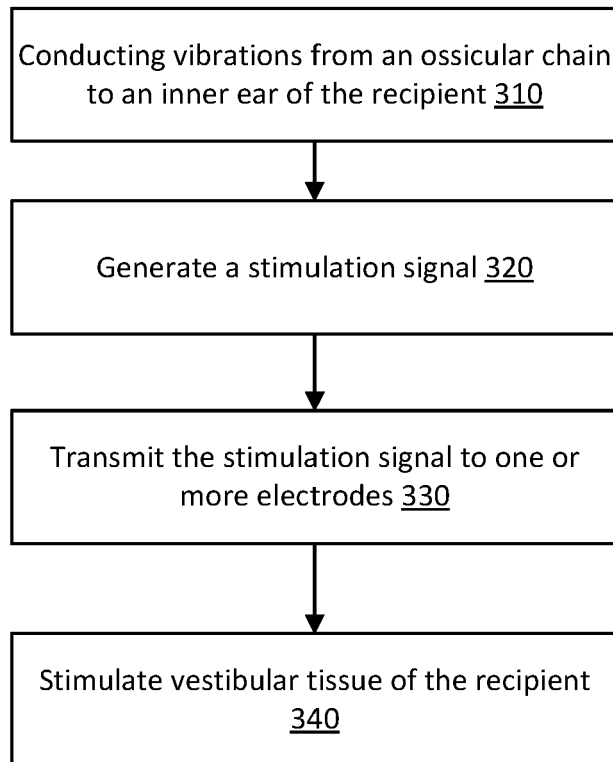 Conducting vibrations from an ossicular chain
to an inner ear of the recipient 310
Generate a stimulation signal 320
Transmit the stimulation signal to one or
more electrodes 330
Stimulate vestibular tissue of the recipient
340